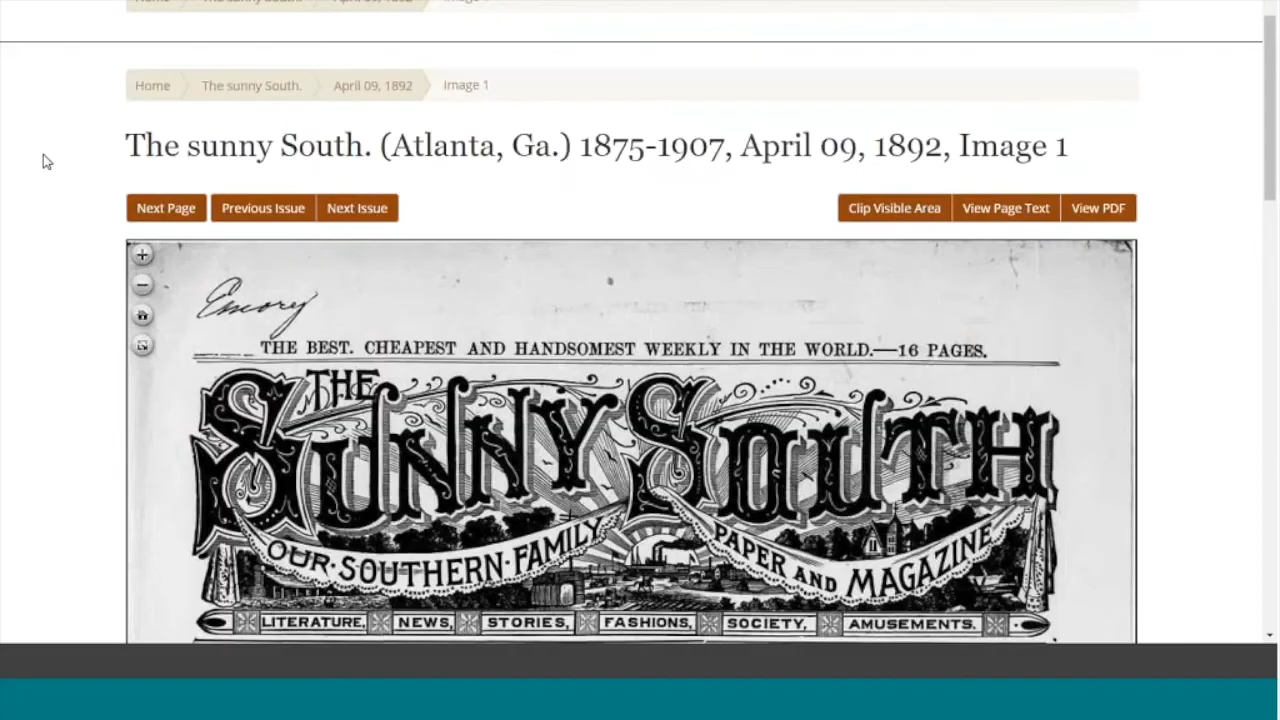 Home The sunny South. April 09, 1892 Image 1
The sunny South. (Atlanta, Ga.) 1875-1907, April 09, 1892, Image 1
Next Page Previous Issue Next Issue Clip Visible Area View Page Text View PDF
Emory
THE BEST. CHEAPEST AND HANDSOMEST WEEKLY IN THE WORLD.—16 PAGES.
THE
SUNNY SOUTH
OUR·SOUTHERN·FAMILY PAPER AND MAGAZINE
LITERATURE, NEWS, STORIES, FASHIONS, SOCIETY, AMUSEMENTS.